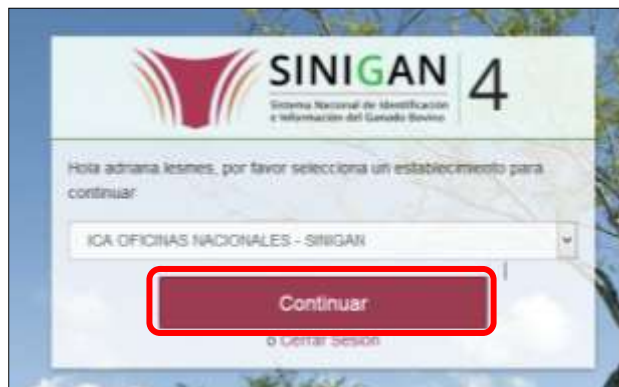 SINIGAN 4
Sistema Nacional de Identificación
e Información del Ganado Bovino
Hola adriana lesmes, por favor selecciona un establecimiento para
continuar
ICA OFICINAS NACIONALES - SINIGAN
Continuar
o Cerrar Sesión